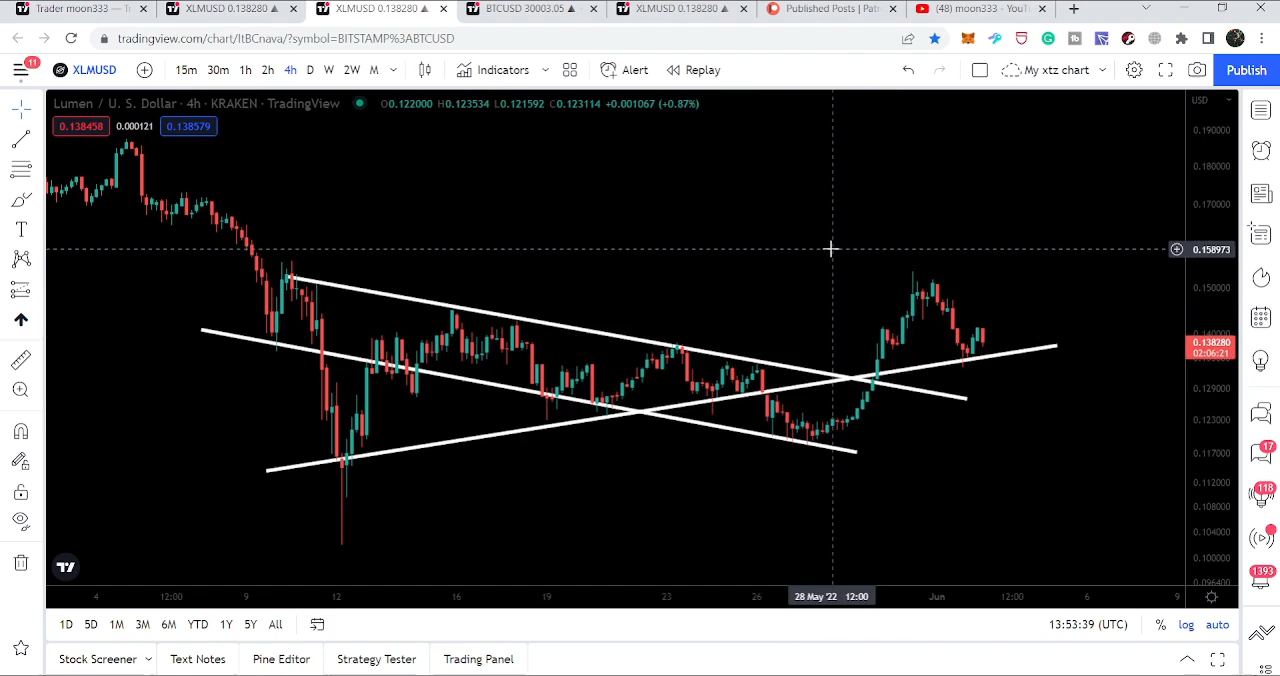 Trader moon333 — T
XLMUSD 0.138280 ▲
XLMUSD 0.138280 ▲
BTCUSD 30003.05 ▲
XLMUSD 0.138280 ▲
Published Posts | Pat
(48) moon333 - YouTu
tradingview.com/chart/ItBCnava/?symbol=BITSTAMP%3ABTCUSD
11 XLMUSD 15m 30m 1h 2h 4h D W 2W M Indicators Alert Replay My xtz chart Publish
Lumen / U. S. Dollar · 4h · KRAKEN · TradingView O0.122000 H0.123534 L0.121592 C0.123114 +0.001067 (+0.87%)
USD
0.138458 0.000121 0.138579
0.190000
0.180000
0.170000
0.158973
0.150000
0.140000
0.138280
02:06:21
0.129000
0.123000
0.117000
0.112000
0.108000
0.104000
0.100000
0.096400
17
118
1393
4 12:00 9 12 16 19 23 26 28 May '22 12:00 Jun 12:00 6 9
1D 5D 1M 3M 6M YTD 1Y 5Y All 13:53:39 (UTC) % log auto
Stock Screener Text Notes Pine Editor Strategy Tester Trading Panel